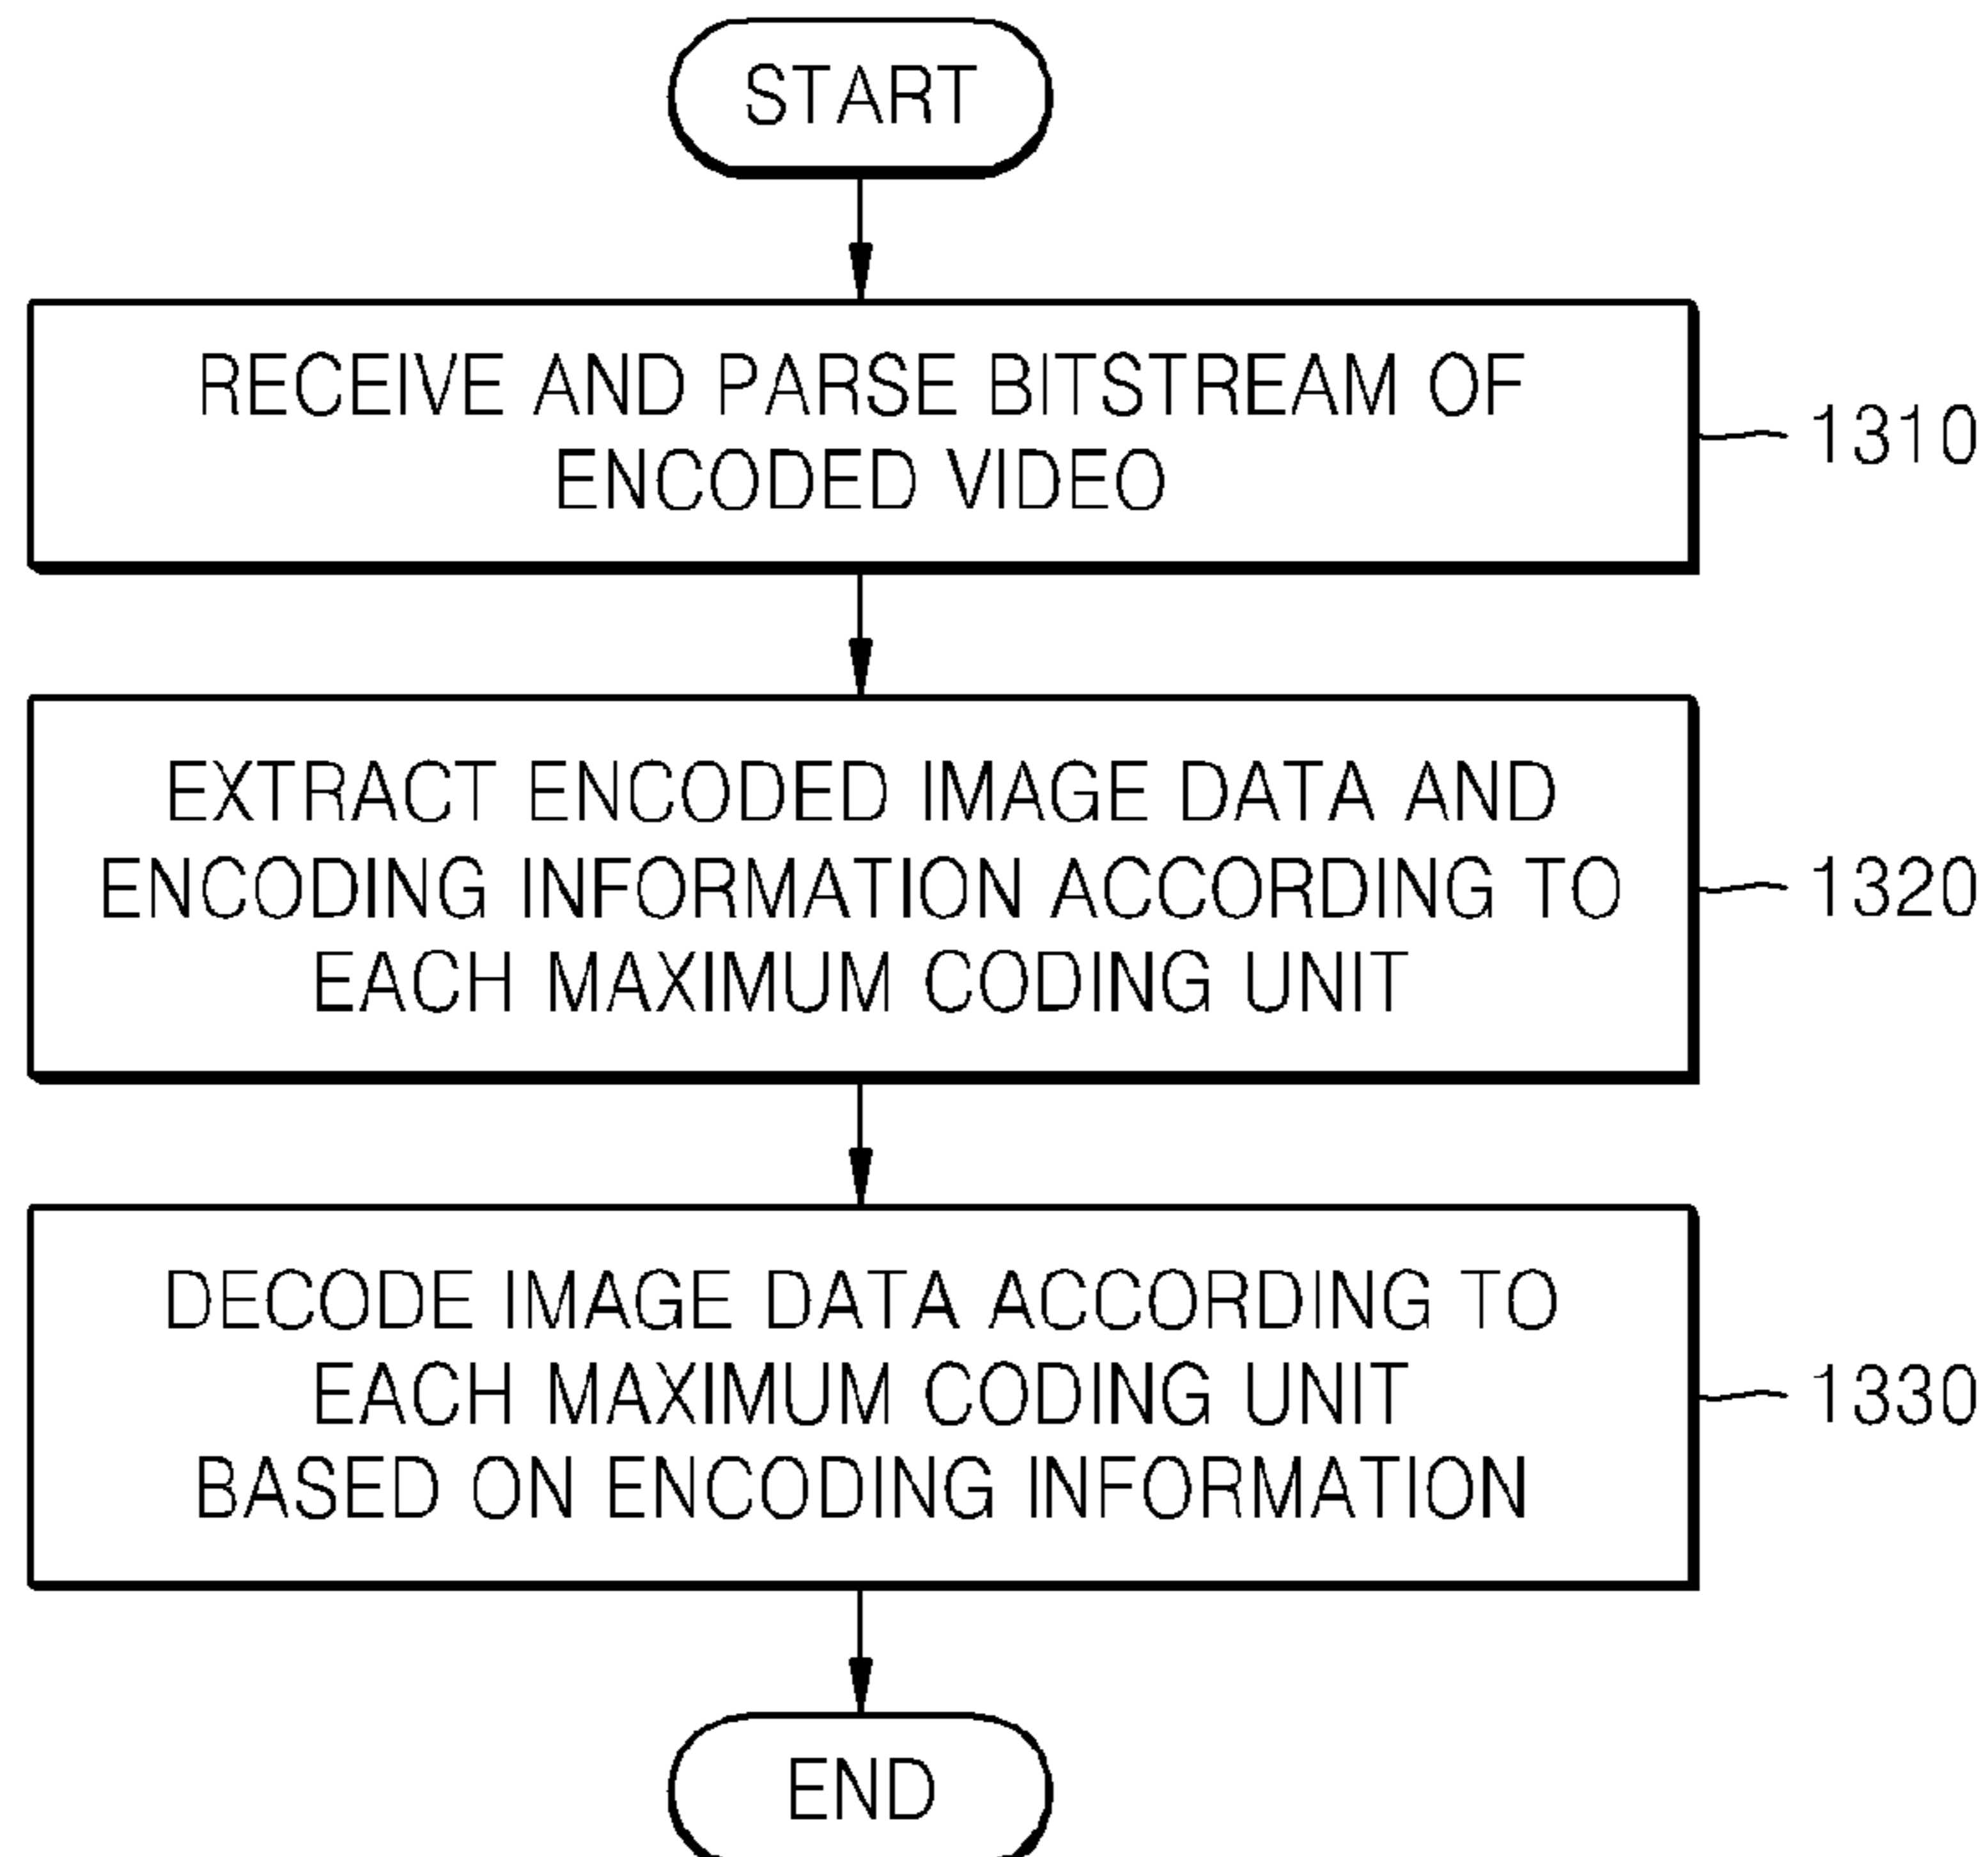 START
RECEIVE AND PARSE BITSTREAM OF
ENCODED VIDEO
1310
EXTRACT ENCODED IMAGE DATA AND
ENCODING INFORMATION ACCORDING TO
EACH MAXIMUM CODING UNIT
1320
DECODE IMAGE DATA ACCORDING TO
EACH MAXIMUM CODING UNIT
BASED ON ENCODING INFORMATION
1330
END